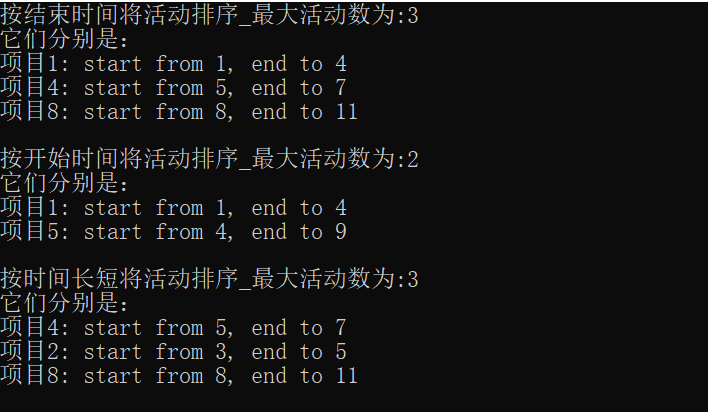 按结束时间将活动排序_最大活动数为:3
它们分别是:
项目1: start from 1, end to 4
项目4: start from 5, end to 7
项目8: start from 8, end to 11
按开始时间将活动排序_最大活动数为:2
它们分别是:
项目1: start from 1, end to 4
项目5: start from 4, end to 9
按时间长短将活动排序_最大活动数为:3
它们分别是:
项目4: start from 5, end to 7
项目2: start from 3, end to 5
项目8: start from 8, end to 11